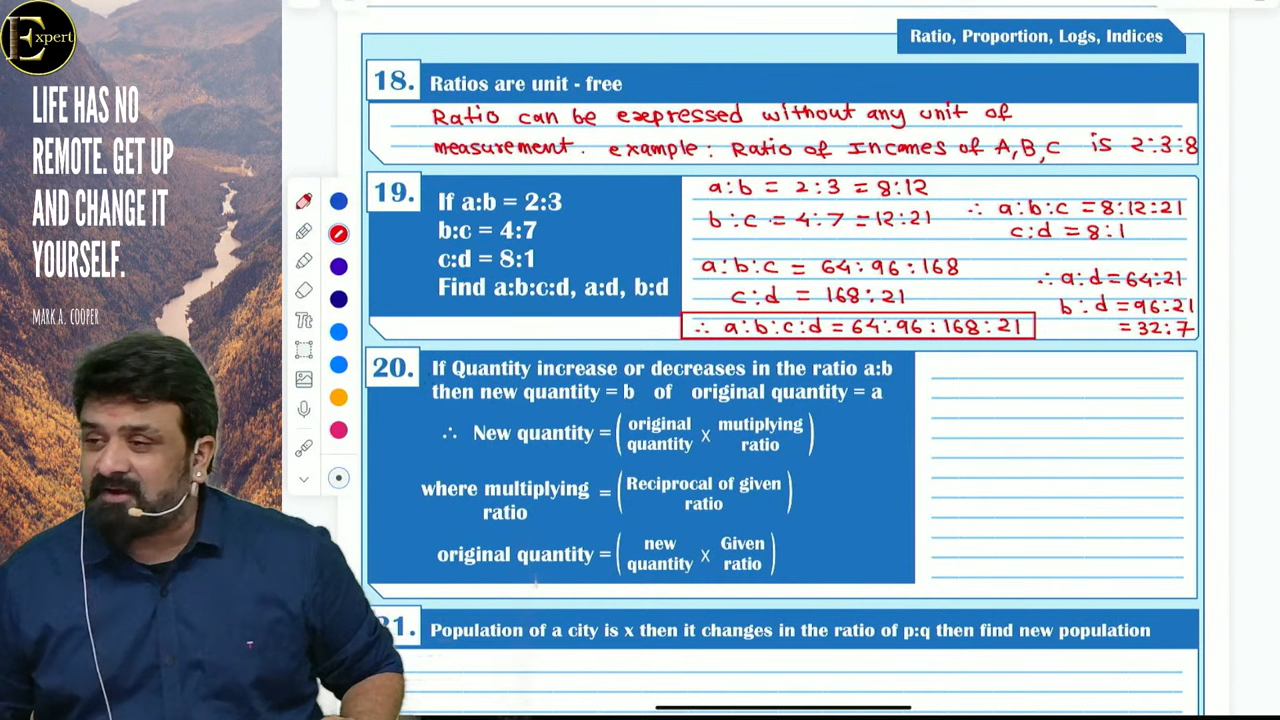 Expert
LIFE HAS NO
REMOTE. GET UP
AND CHANGE IT
YOURSELF.
MARK A. COOPER
Ratio, Proportion, Logs, Indices
18. Ratios are unit - free
Ratio can be expressed without any unit of
measurement. example: Ratio of Incomes of A,B,C is 2:3:8
19.
If a:b = 2:3
b:c = 4:7
c:d = 8:1
Find a:b:c:d, a:d, b:d
a:b = 2:3 = 8:12
b:c = 4:7 = 12:21
∴ a:b:c = 8:12:21
c:d = 8:1
a:b:c = 64:96:168
c:d = 168:21
∴ a:b:c:d = 64:96:168:21
∴ a:d = 64:21
b:d = 96:21
= 32:7
20. If Quantity increase or decreases in the ratio a:b
then new quantity = b of original quantity = a
∴ New quantity = (original quantity x mutiplying ratio)
where multiplying ratio = (Reciprocal of given ratio)
original quantity = (new quantity x Given ratio)
Tt
31. Population of a city is x then it changes in the ratio of p:q then find new population